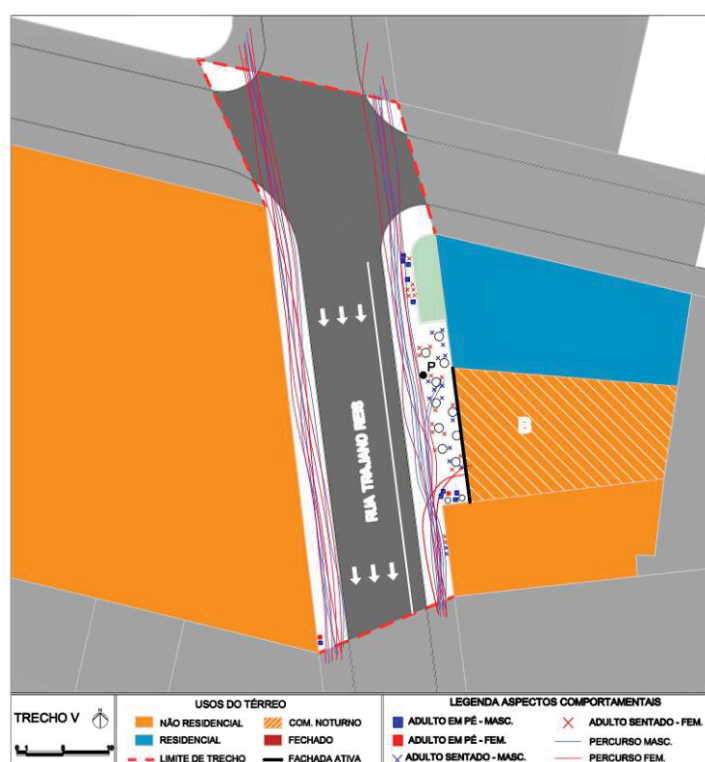 P
B
RUA TRAJANO REIS
TRECHO V
N
USOS DO TÉRREO
NÃO RESIDENCIAL
COM. NOTURNO
RESIDENCIAL
FECHADO
LIMITE DE TRECHO
FACHADA ATIVA
LEGENDA ASPECTOS COMPORTAMENTAIS
ADULTO EM PÉ - MASC.
ADULTO SENTADO - FEM.
ADULTO EM PÉ - FEM.
PERCURSO MASC.
ADULTO SENTADO - MASC.
PERCURSO FEM.